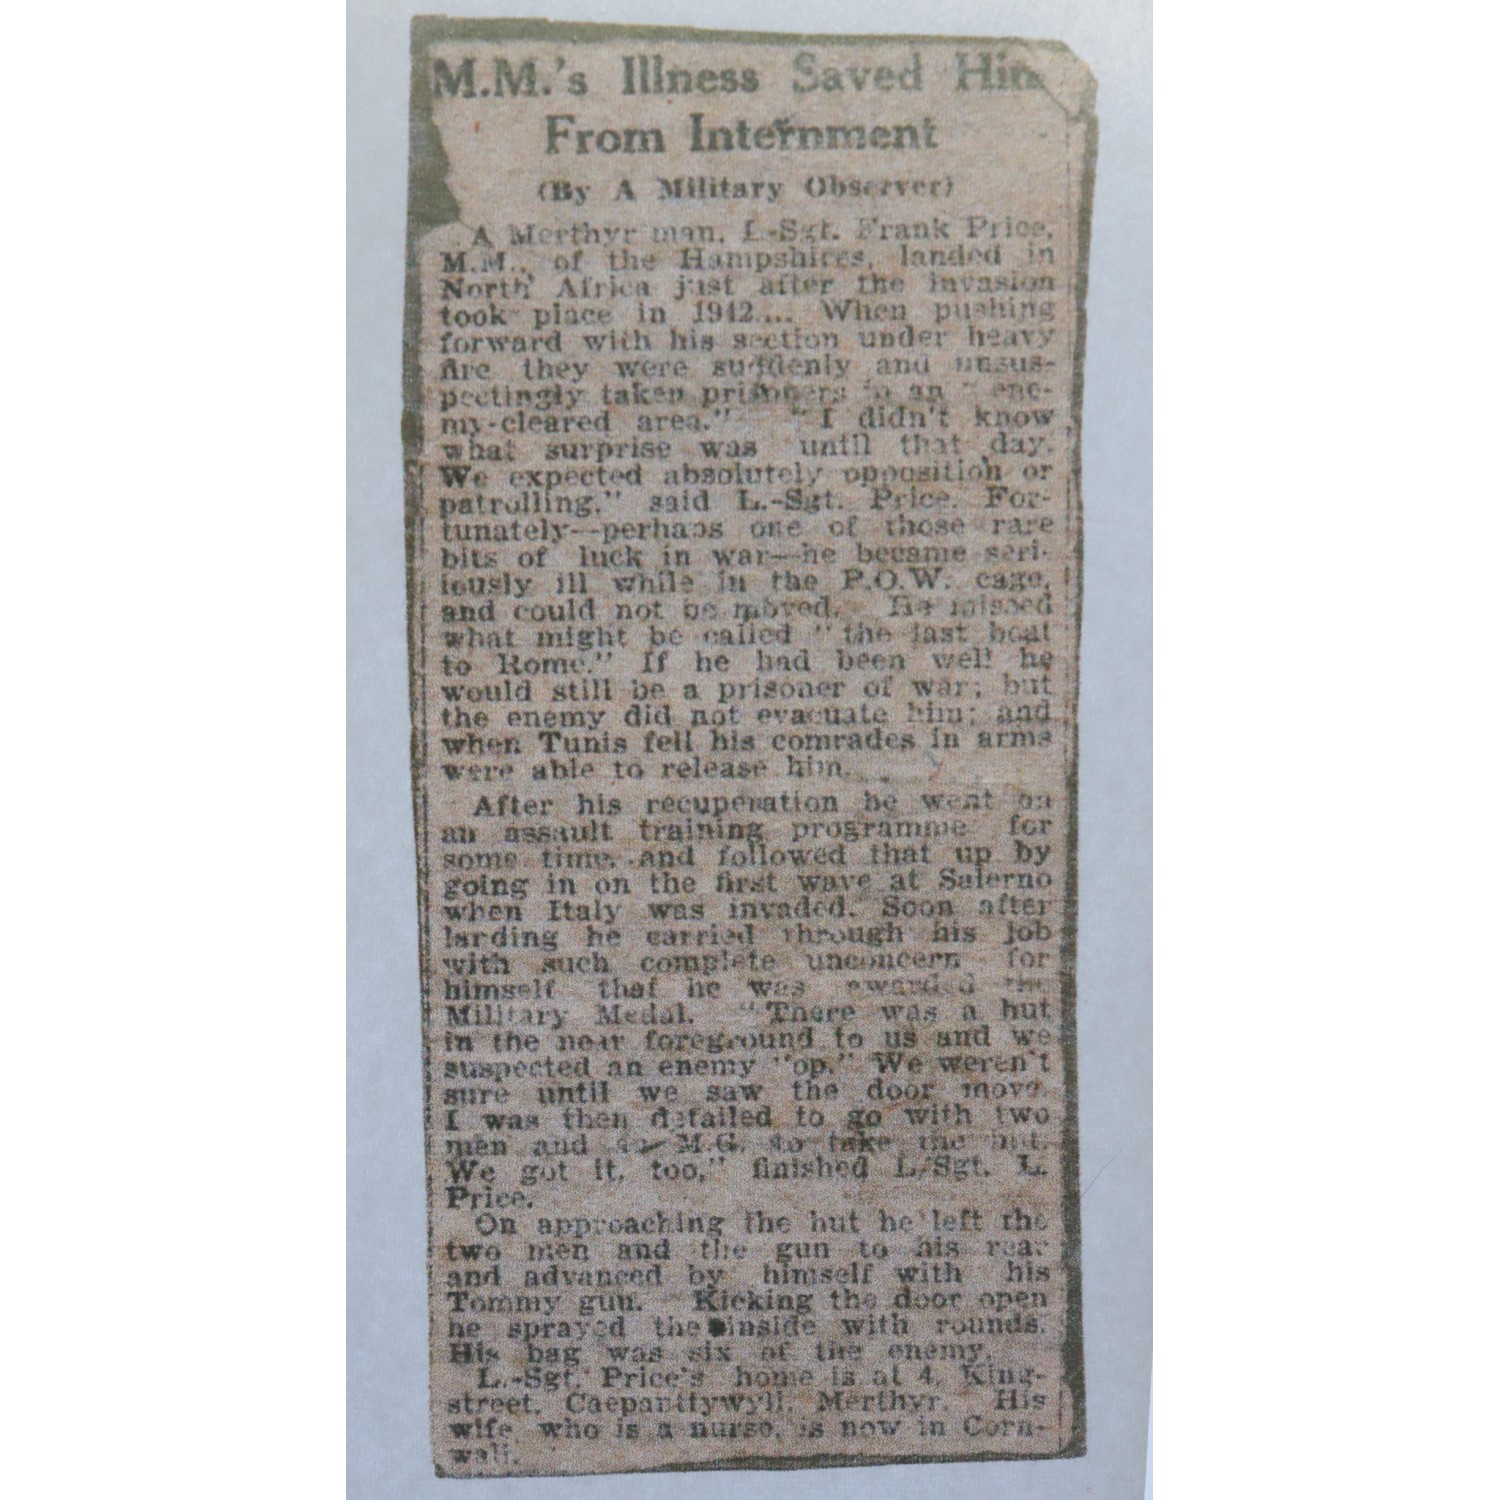 M.M.'s Illness Saved Him
From Internment
(By A Military Observer)
A Merthyr man, L-Sgt. Frank Price,
M.M., of the Hampshires, landed in
North Africa just after the invasion
took place in 1942.... When pushing
forward with his section under heavy
fire they were suddenly and unsus-
pectingly taken prisoners in an "ene-
my-cleared area." "I didn't know
what surprise was until that day.
We expected absolutely opposition or
patrolling," said L.-Sgt. Price. For-
tunately—perhaps one of those rare
bits of luck in war—he became seri-
iously ill while in the P.O.W. cage,
and could not be moved. He missed
what might be called "the last boat
to Rome." If he had been well he
would still be a prisoner of war; but
the enemy did not evacuate him; and
when Tunis fell his comrades in arms
were able to release him.
After his recuperation he went on
an assault training programme for
some time, and followed that up by
going in on the first wave at Salerno
when Italy was invaded. Soon after
landing he carried through his job
with such complete unconcern for
himself that he was awarded the
Military Medal. "There was a hut
in the near foreground to us and we
suspected an enemy "op." We weren't
sure until we saw the door move.
I was then detailed to go with two
men and M.G. to take the hut.
We got it, too," finished L/Sgt. L.
Price.
On approaching the hut he left the
two men and the gun to his rear
and advanced by himself with his
Tommy gun. Kicking the door open
he sprayed the inside with rounds.
His bag was six of the enemy.
L.-Sgt. Price's home is at 4, King-
street, Caepanttywyll, Merthyr. His
wife, who is a nurse, is now in Corn-
wall.